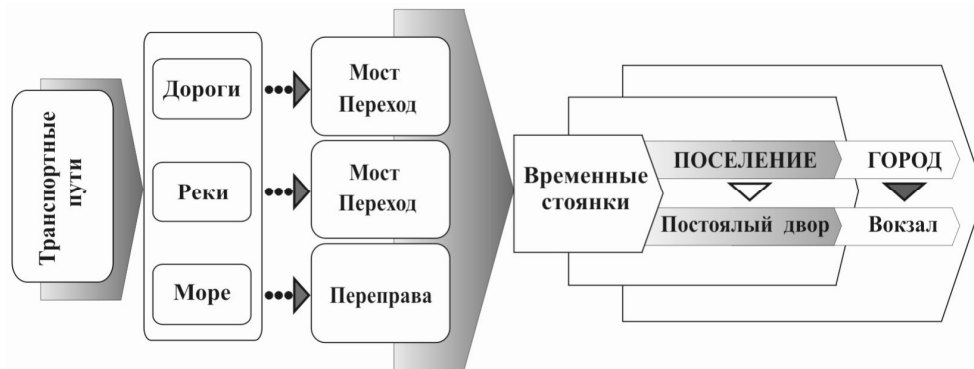 Транспортные
пути
Дороги
Реки
Море
Мост
Переход
Мост
Переход
Переправа
Временные
стоянки
ПОСЕЛЕНИЕ
ГОРОД
Постоялый двор
Вокзал